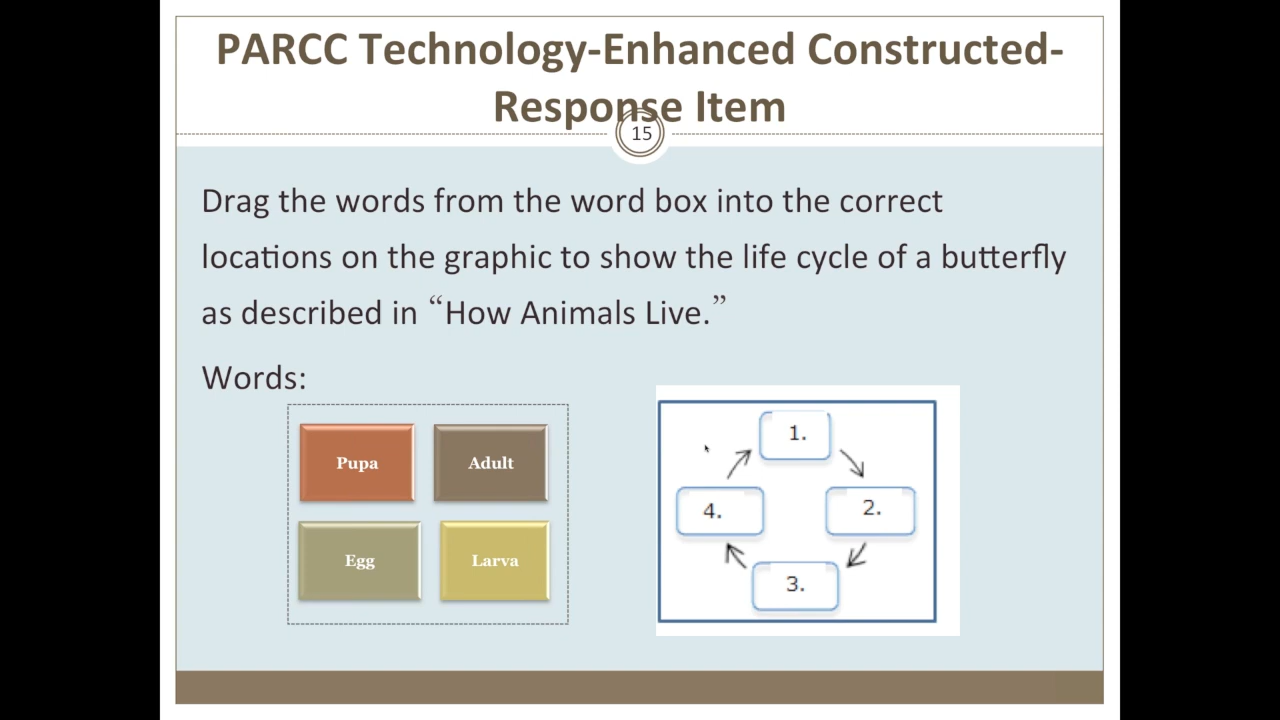 PARCC Technology-Enhanced Constructed-
Response Item
15
Drag the words from the word box into the correct
locations on the graphic to show the life cycle of a butterfly
as described in “How Animals Live.”
Words:
Pupa
Adult
Egg
Larva
1.
2.
3.
4.